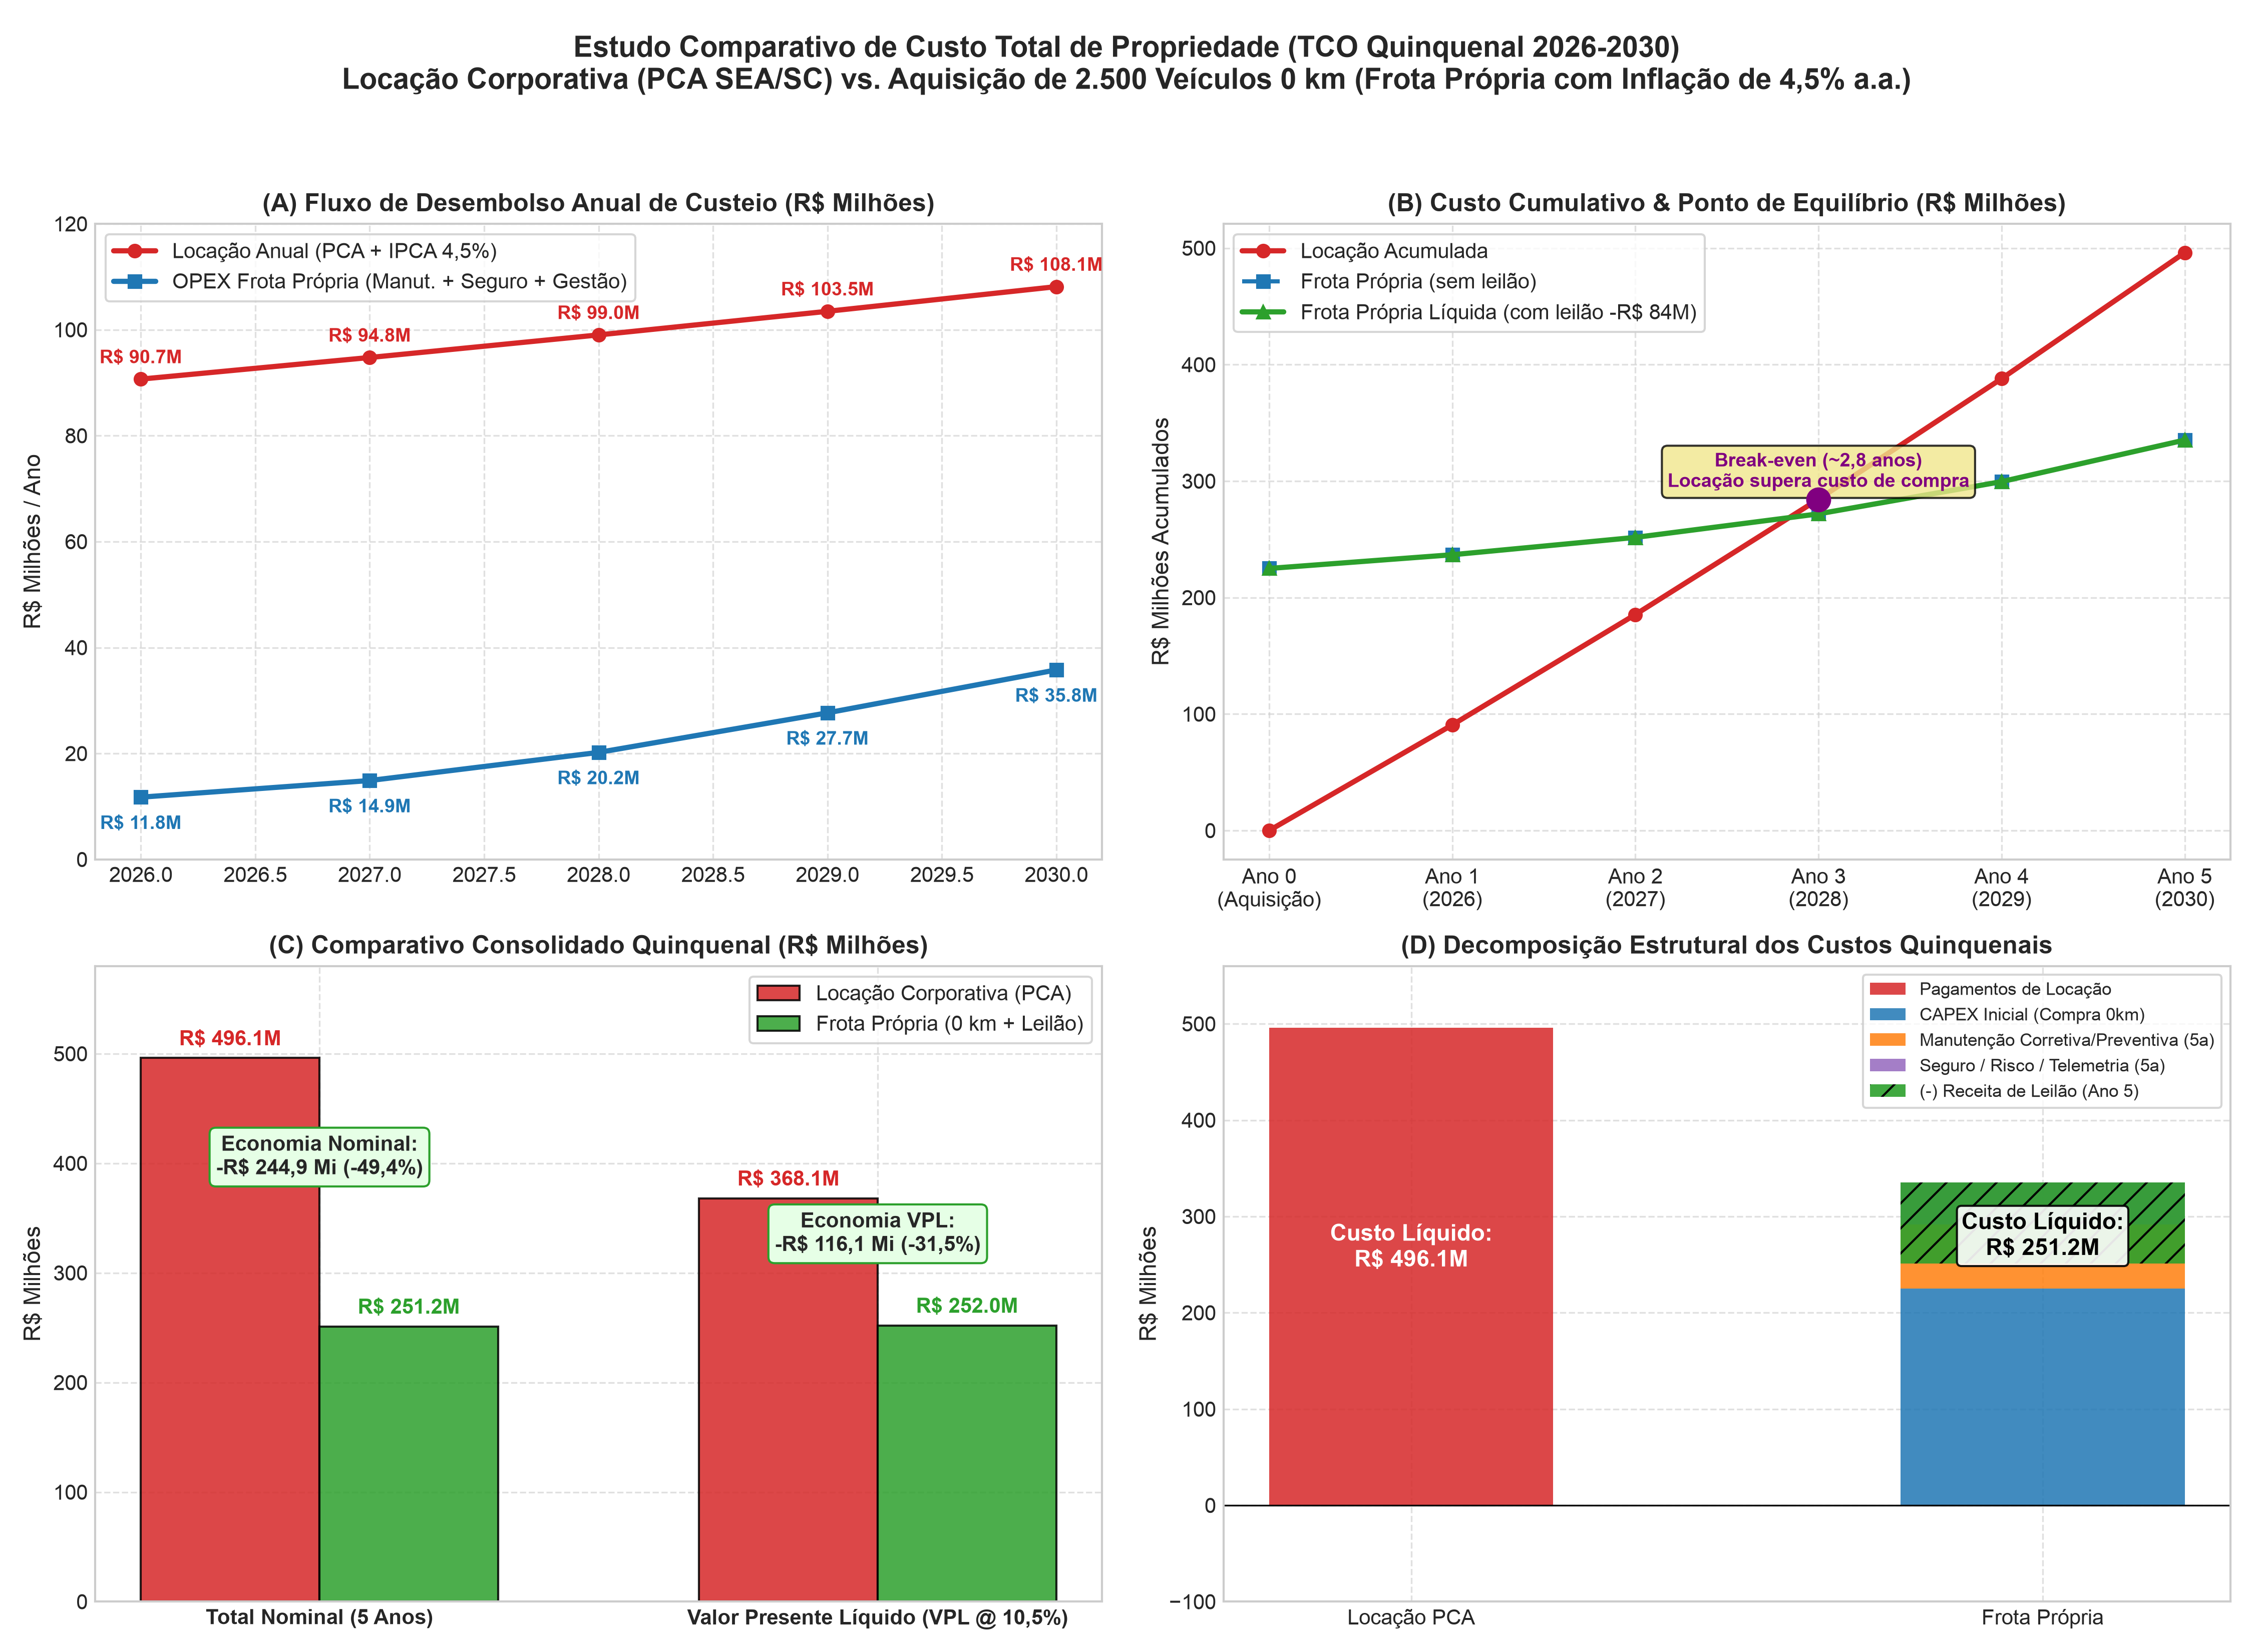 Estudo Comparativo de Custo Total de Propriedade (TCO Quinquenal 2026-2030)
Locação Corporativa (PCA SEA/SC) vs. Aquisição de 2.500 Veículos 0 km (Frota Própria com Inflação de 4,5% a.a.)
(A) Fluxo de Desembolso Anual de Custeio (R$ Milhões)
Locação Anual (PCA + IPCA 4,5%)
OPEX Frota Própria (Manut. + Seguro + Gestão)
R$ 90.7M
R$ 94.8M
R$ 99.0M
R$ 103.5M
R$ 108.1M
R$ 11.8M
R$ 14.9M
R$ 20.2M
R$ 27.7M
R$ 35.8M
R$ Milhões / Ano
120
100
80
60
40
20
0
2026.0
2026.5
2027.0
2027.5
2028.0
2028.5
2029.0
2029.5
2030.0
(B) Custo Cumulativo & Ponto de Equilíbrio (R$ Milhões)
Locação Acumulada
Frota Própria (sem leilão)
Frota Própria Líquida (com leilão -R$ 84M)
Break-even (~2,8 anos)
Locação supera custo de compra
R$ Milhões Acumulados
500
400
300
200
100
0
Ano 0
(Aquisição)
Ano 1
(2026)
Ano 2
(2027)
Ano 3
(2028)
Ano 4
(2029)
Ano 5
(2030)
(C) Comparativo Consolidado Quinquenal (R$ Milhões)
Locação Corporativa (PCA)
Frota Própria (0 km + Leilão)
R$ 496.1M
Economia Nominal:
-R$ 244,9 Mi (-49,4%)
R$ 251.2M
R$ 368.1M
Economia VPL:
-R$ 116,1 Mi (-31,5%)
R$ 252.0M
R$ Milhões
500
400
300
200
100
0
Total Nominal (5 Anos)
Valor Presente Líquido (VPL @ 10,5%)
(D) Decomposição Estrutural dos Custos Quinquenais
Pagamentos de Locação
CAPEX Inicial (Compra 0km)
Manutenção Corretiva/Preventiva (5a)
Seguro / Risco / Telemetria (5a)
(-) Receita de Leilão (Ano 5)
Custo Líquido:
R$ 496.1M
Custo Líquido:
R$ 251.2M
R$ Milhões
500
400
300
200
100
0
−100
Locação PCA
Frota Própria